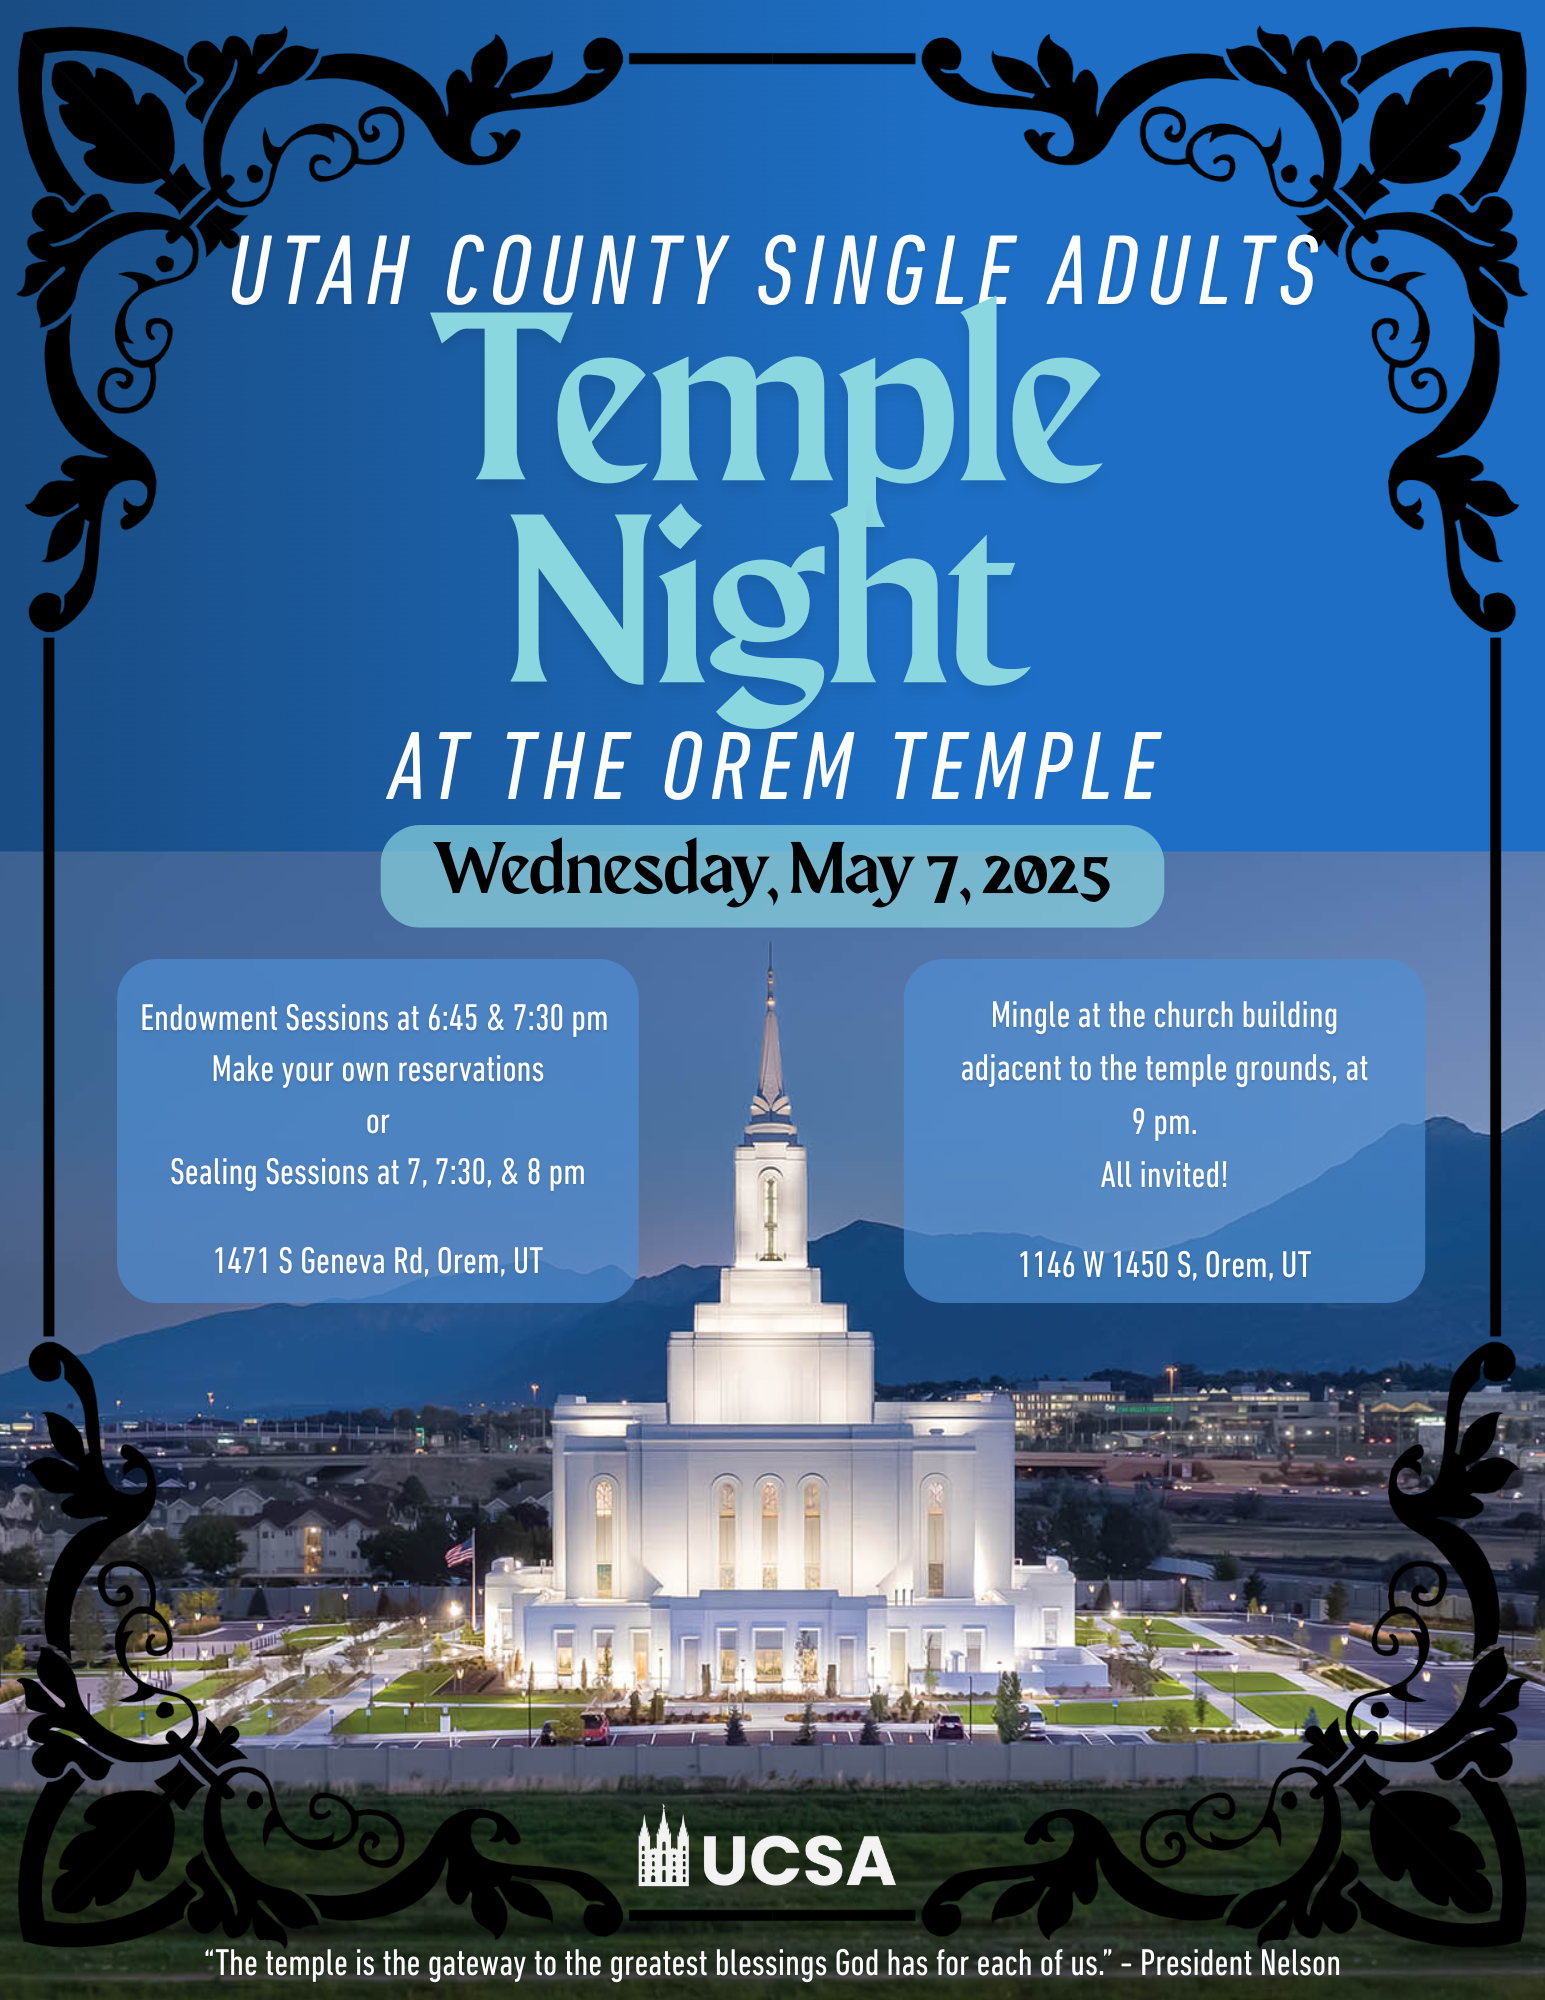 UTAH COUNTY SINGLE ADULTS
Temple
Night
AT THE OREM TEMPLE
Wednesday, May 7, 2025
Endowment Sessions at 6:45 & 7:30 pm
Make your own reservations
or
Sealing Sessions at 7, 7:30, & 8 pm
1471 S Geneva Rd, Orem, UT
Mingle at the church building
adjacent to the temple grounds, at
9 pm.
All invited!
1146 W 1450 S, Orem, UT
UCSA
“The temple is the gateway to the greatest blessings God has for each of us.” - President Nelson